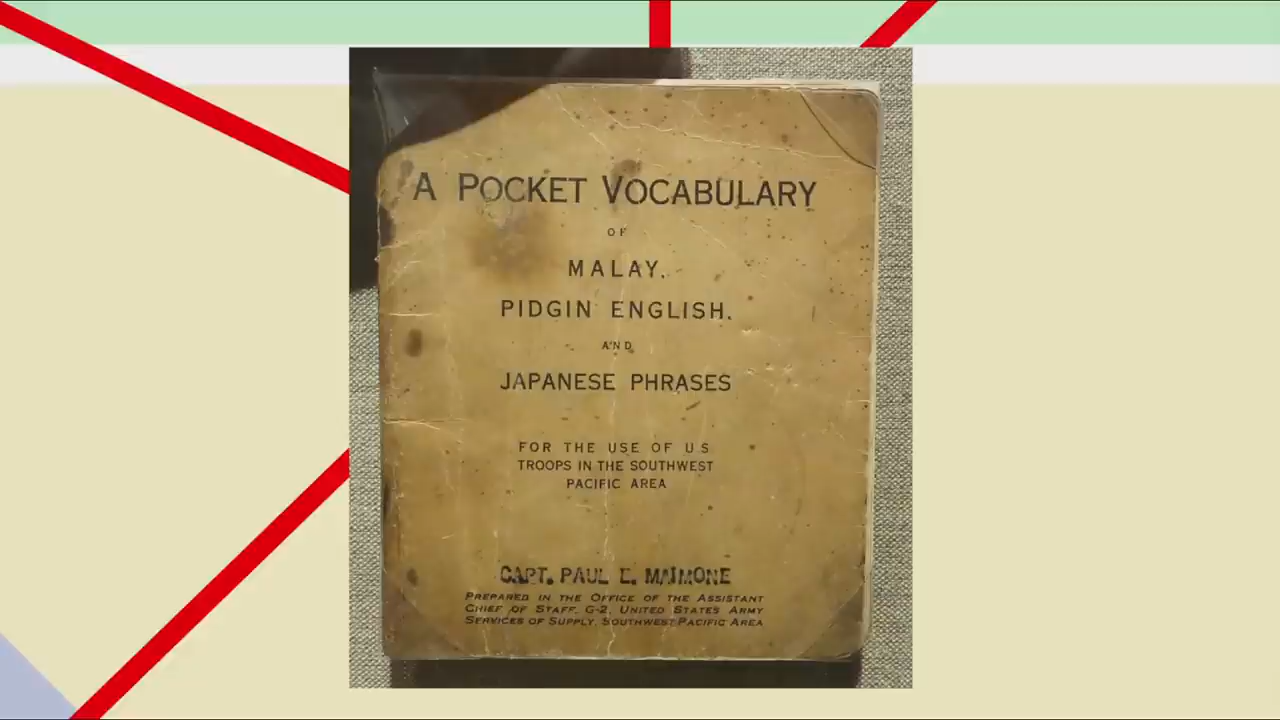 A POCKET VOCABULARY
OF
MALAY,
PIDGIN ENGLISH,
AND
JAPANESE PHRASES
FOR THE USE OF U.S.
TROOPS IN THE SOUTHWEST
PACIFIC AREA
CAPT. PAUL E. MAIMONE
PREPARED IN THE OFFICE OF THE ASSISTANT
CHIEF OF STAFF, G-2, UNITED STATES ARMY
SERVICES OF SUPPLY, SOUTHWEST PACIFIC AREA